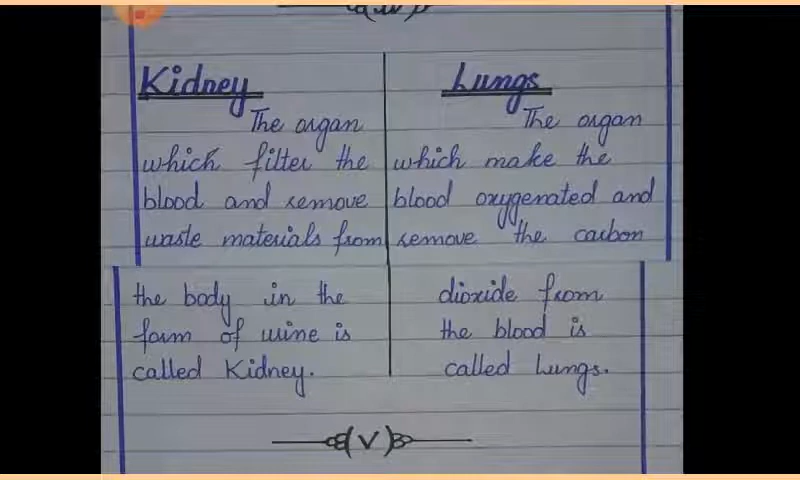 (iv)
Kidney
The organ
which filter the
blood and remove
waste materials from
the body in the
form of urine is
called Kidney.
Lungs
The organ
which make the
blood oxygenated and
remove the carbon
dioxide from
the blood is
called Lungs.
(V)